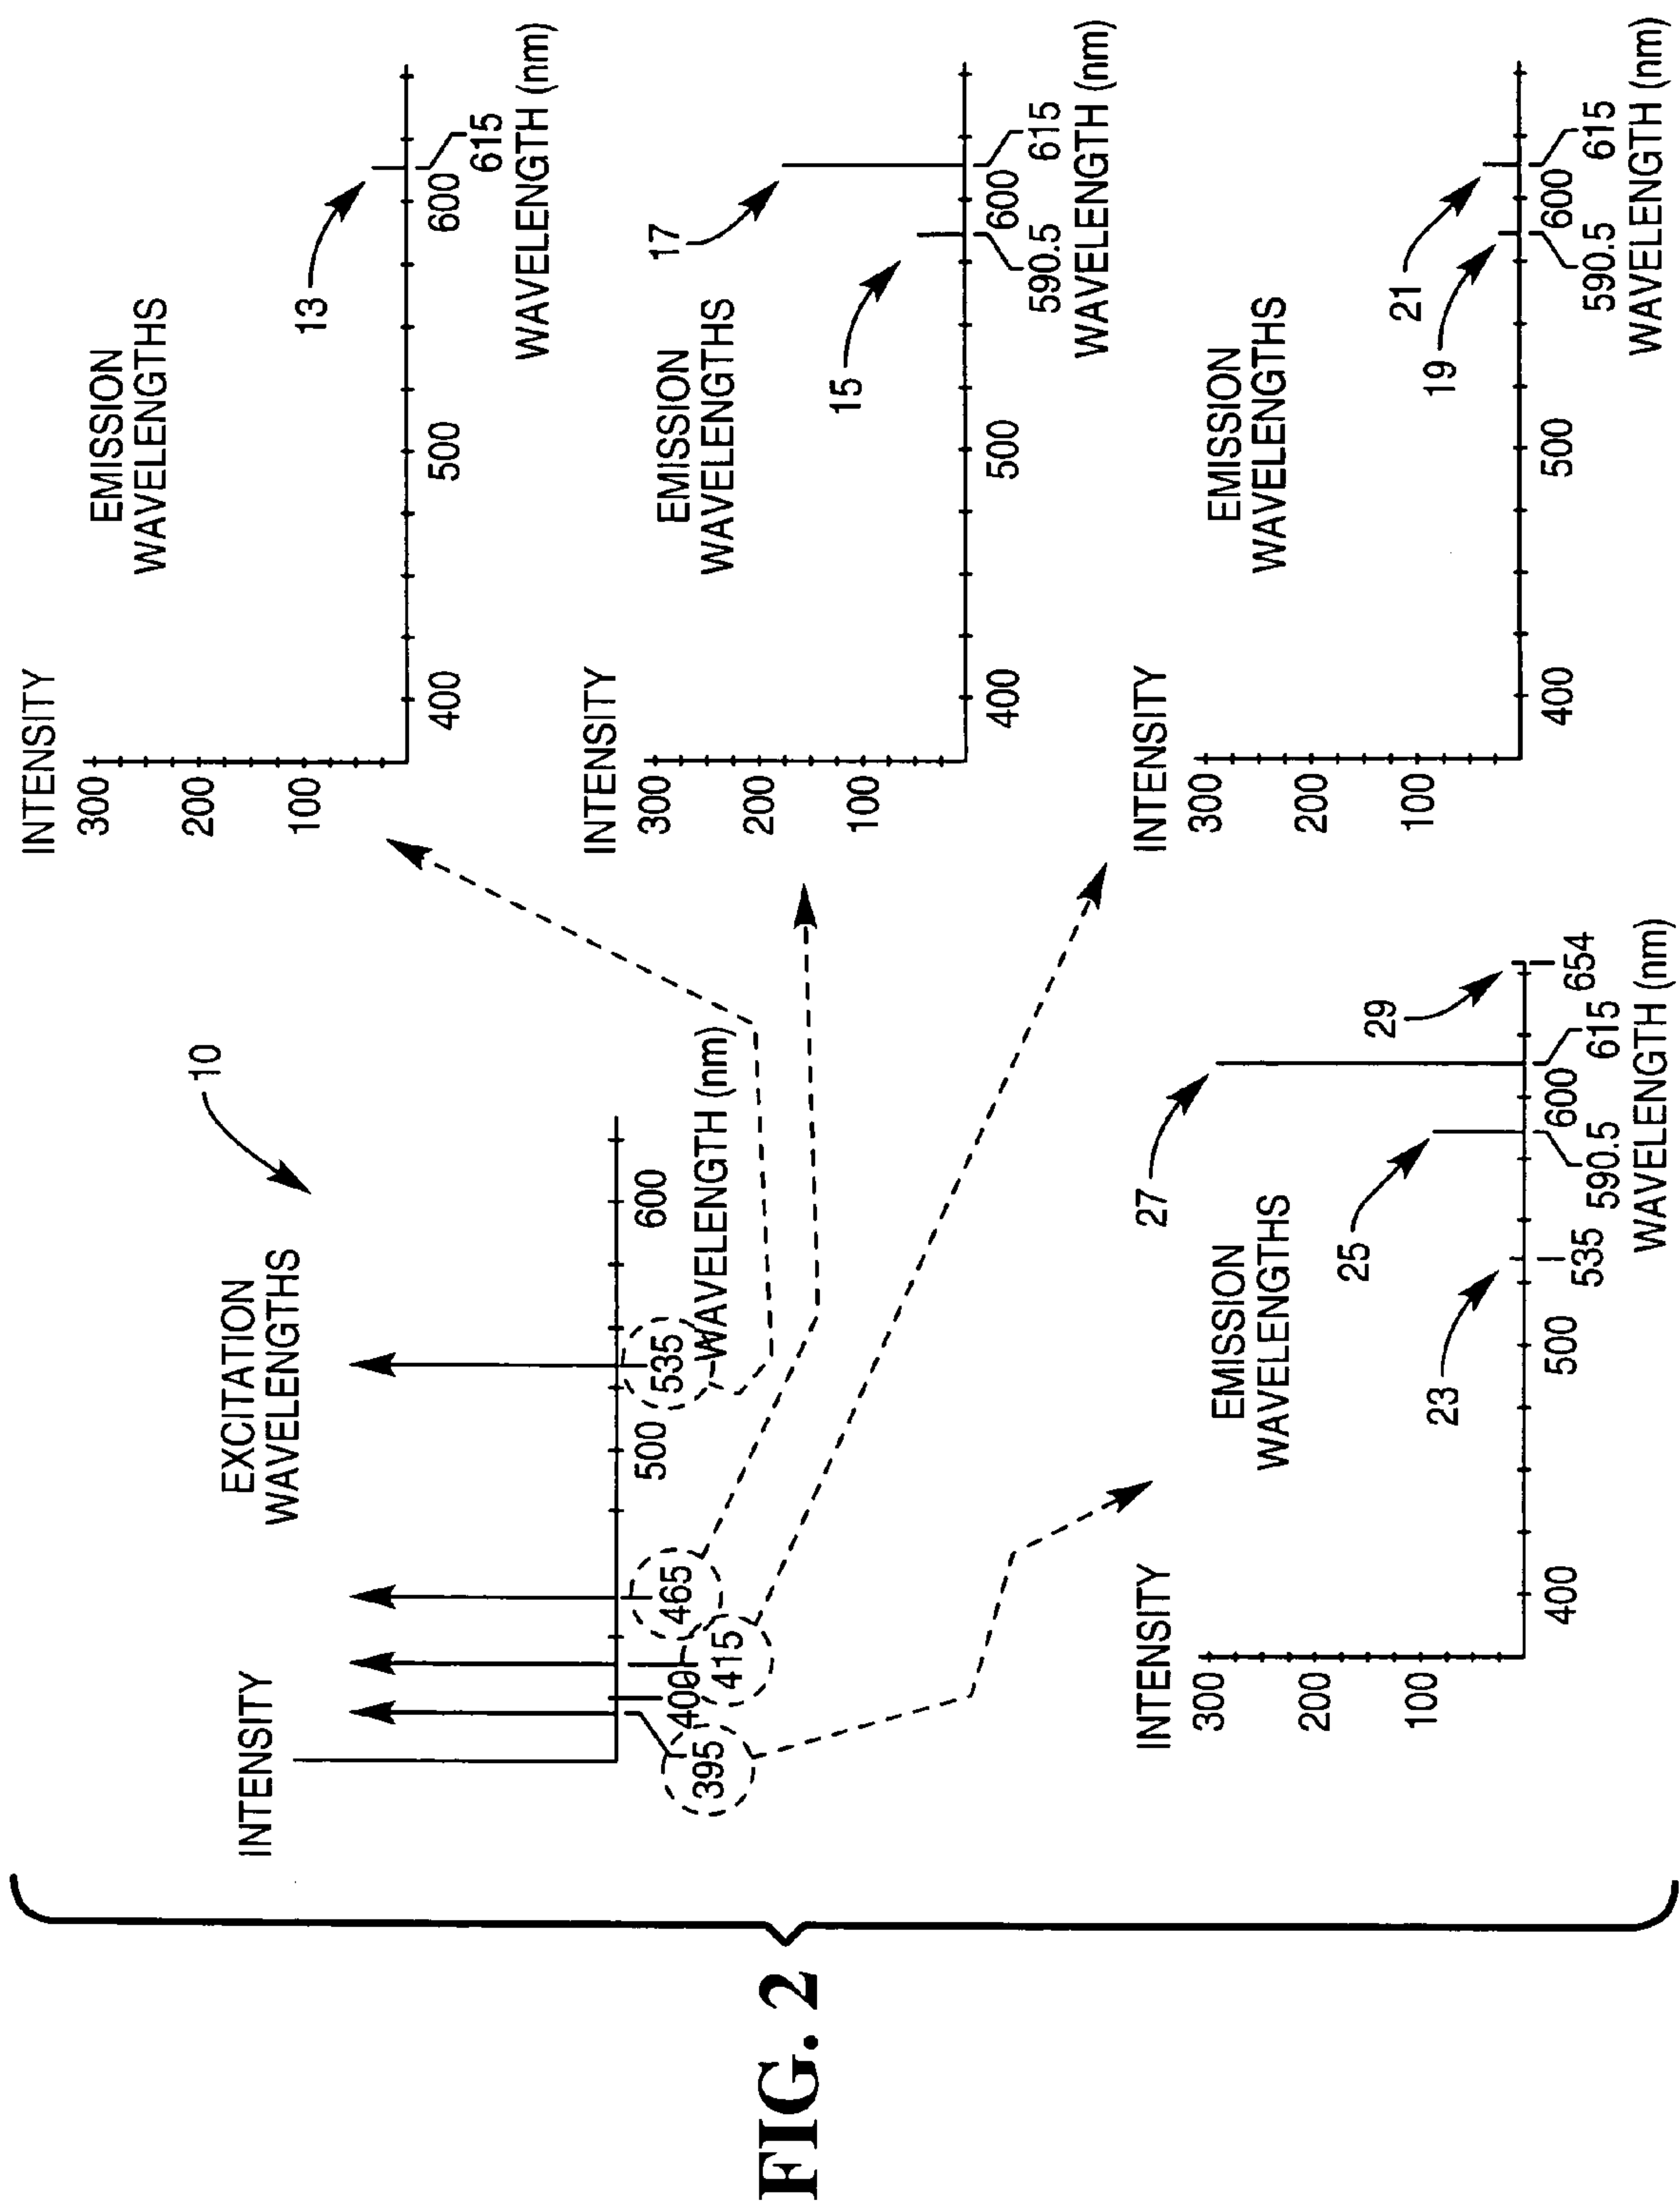 INTENSITY
EXCITATION
WAVELENGTHS
10
395
400
415
465
500
535
600
WAVELENGTH (nm)
INTENSITY
300
200
100
EMISSION
WAVELENGTHS
13
400
500
600
615
WAVELENGTH (nm)
INTENSITY
300
200
100
EMISSION
WAVELENGTHS
15
17
400
500
590.5
600
615
WAVELENGTH (nm)
INTENSITY
300
200
100
EMISSION
WAVELENGTHS
19
21
400
500
590.5
600
615
WAVELENGTH (nm)
INTENSITY
300
200
100
EMISSION
WAVELENGTHS
23
25
27
29
400
500
535
590.5
600
615
654
WAVELENGTH (nm)
FIG. 2